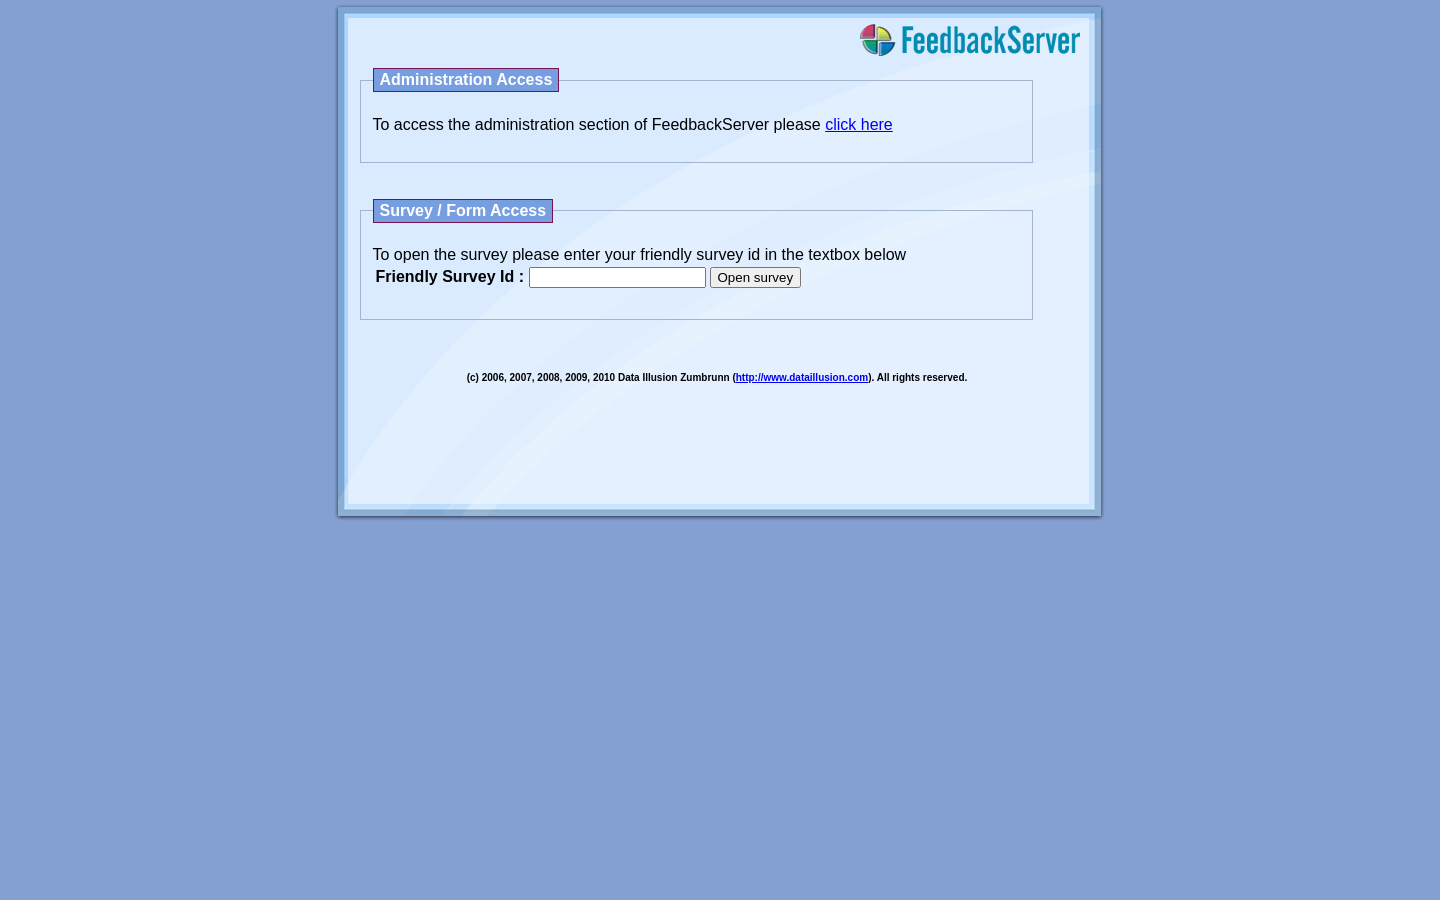 FeedbackServer
Administration Access
To access the administration section of FeedbackServer please click here
Survey / Form Access
To open the survey please enter your friendly survey id in the textbox below
Friendly Survey Id : Open survey
(c) 2006, 2007, 2008, 2009, 2010 Data Illusion Zumbrunn (http://www.dataillusion.com). All rights reserved.